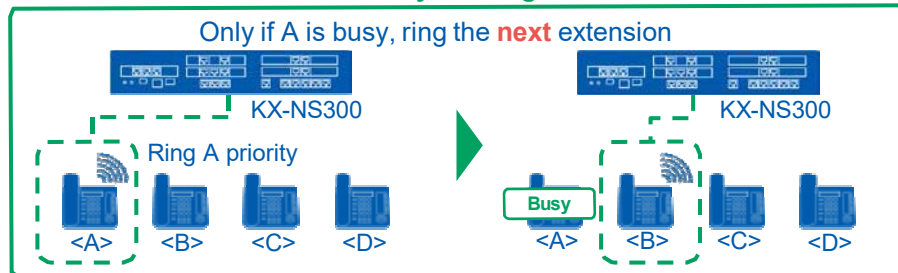 Only if A is busy, ring the next extension
KX-NS300
KX-NS300
Ring A priority
Busy
<A> <B> <C> <D>
<A> <B> <C> <D>